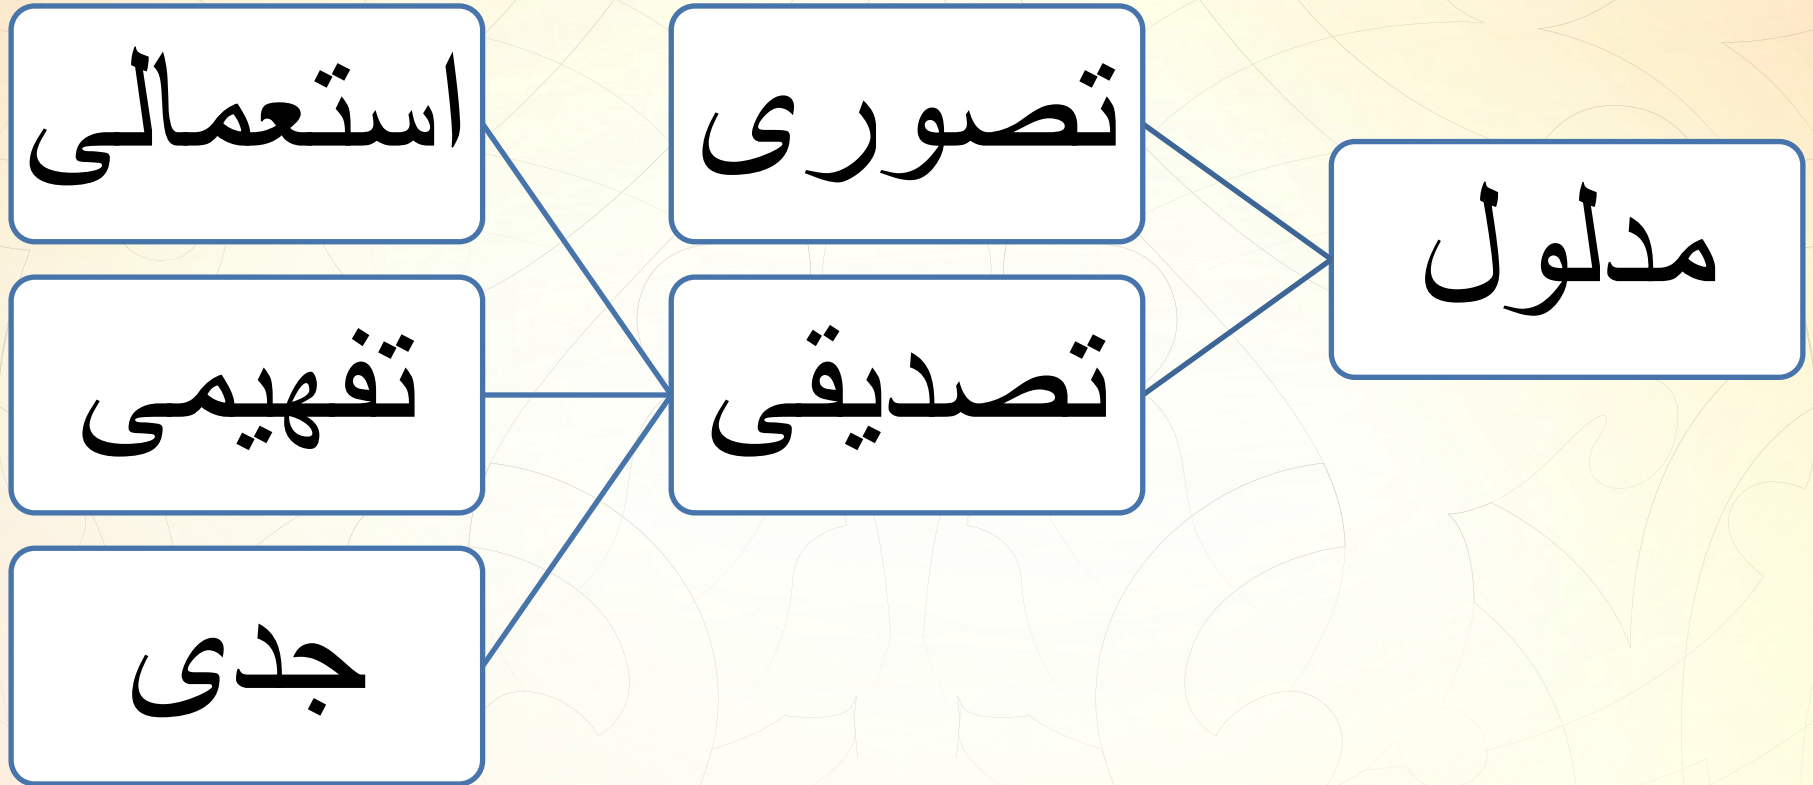 مدلول
تصوری
تصدیقی
استعمالی
تفهیمی
جدی